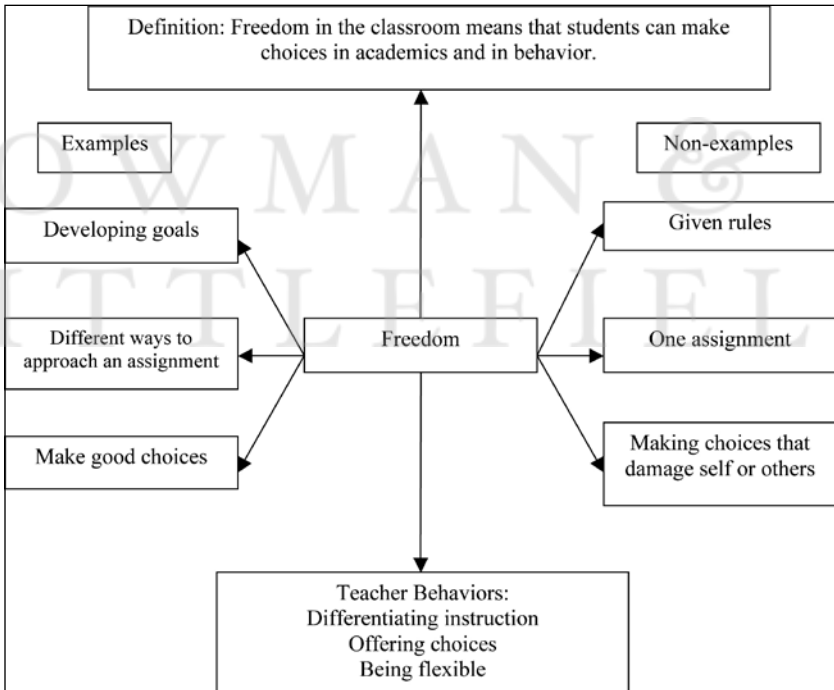 Definition: Freedom in the classroom means that students can make
choices in academics and in behavior.
Examples
Non-examples
Developing goals
Given rules
Different ways to
approach an assignment
Freedom
One assignment
Make good choices
Making choices that
damage self or others
Teacher Behaviors:
Differentiating instruction
Offering choices
Being flexible
OWMAN &
ITTLEFIEL